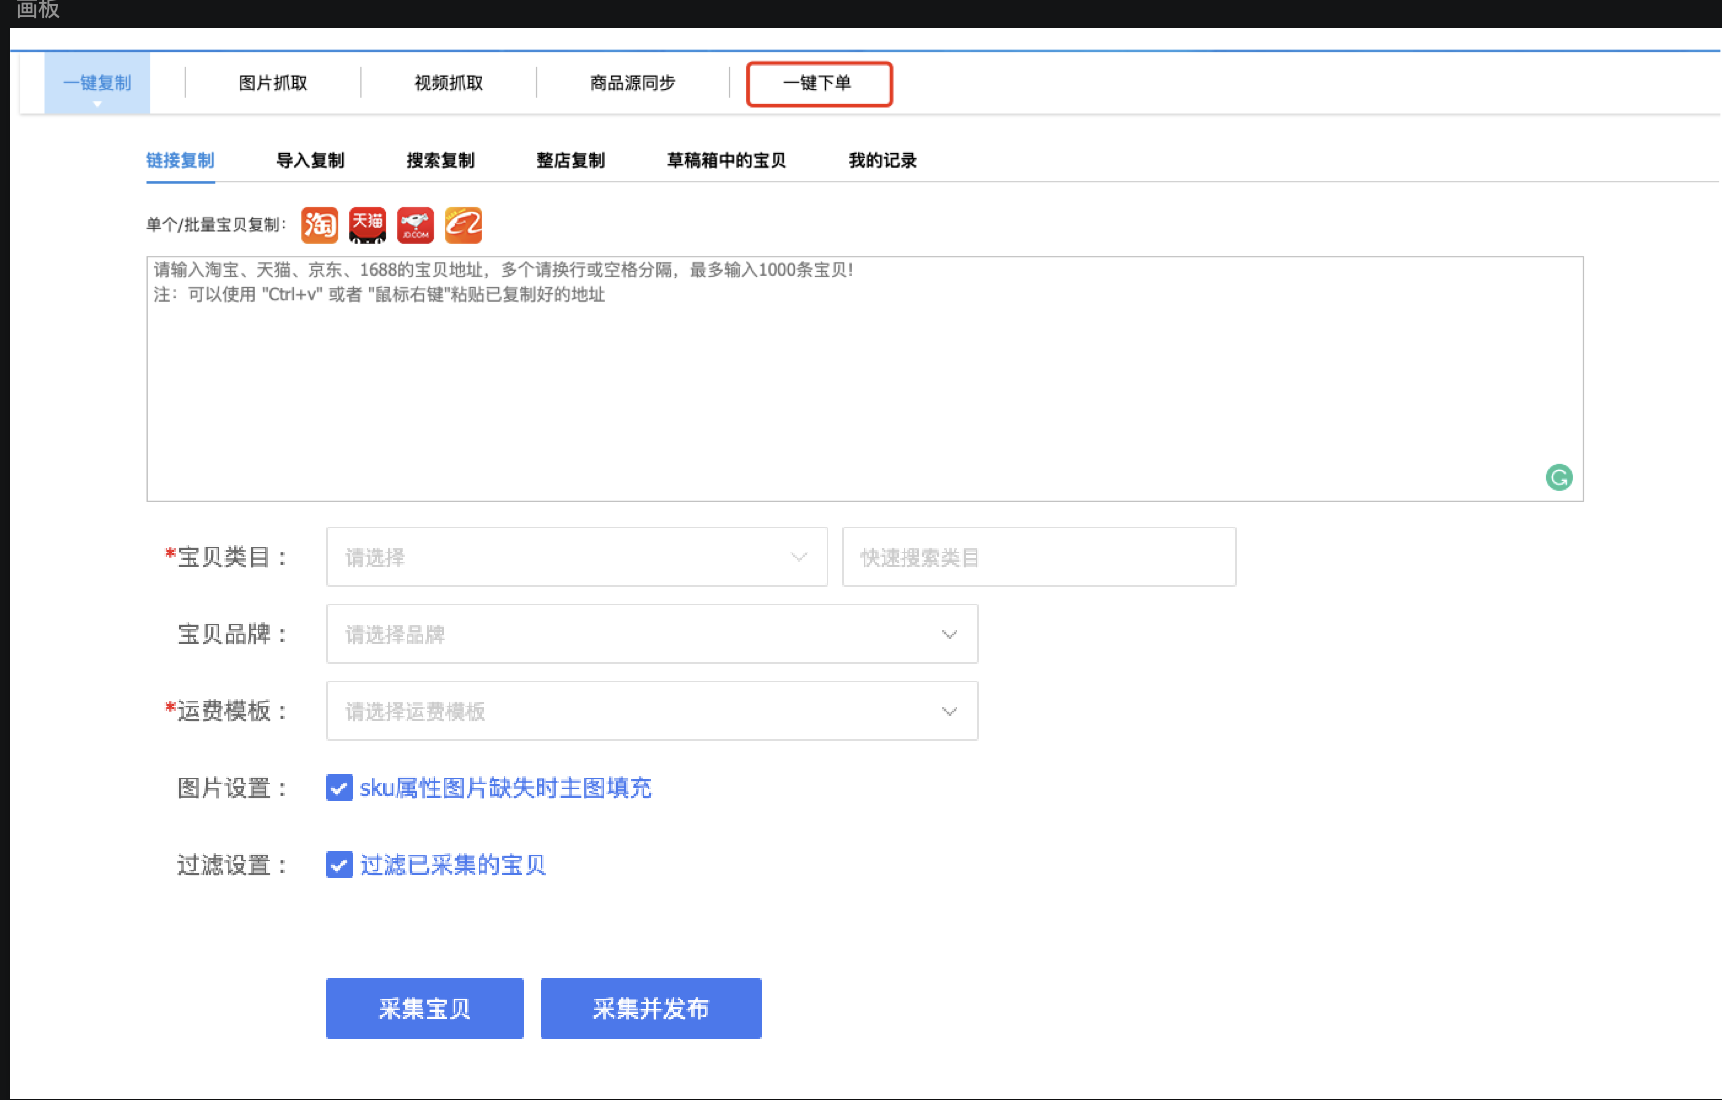 画板
一键复制 图片抓取 视频抓取 商品源同步 一键下单
链接复制 导入复制 搜索复制 整店复制 草稿箱中的宝贝 我的记录
单个/批量宝贝复制： 淘 天猫 JD.COM
请输入淘宝、天猫、京东、1688的宝贝地址，多个请换行或空格分隔，最多输入1000条宝贝!
注：可以使用 "Ctrl+v" 或者 "鼠标右键"粘贴已复制好的地址
*宝贝类目： 请选择 快速搜索类目
宝贝品牌： 请选择品牌
*运费模板： 请选择运费模板
图片设置： sku属性图片缺失时主图填充
过滤设置： 过滤已采集的宝贝
采集宝贝 采集并发布